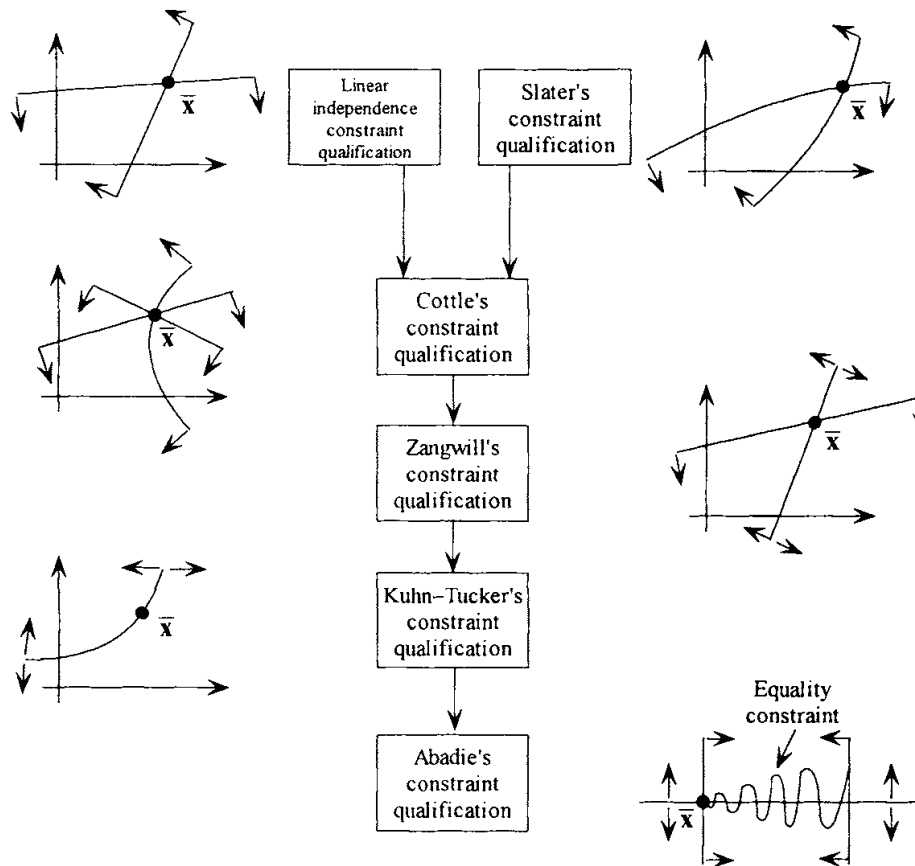 x̄
Linear
independence
constraint
qualification
Slater's
constraint
qualification
x̄
x̄
Cottle's
constraint
qualification
x̄
Zangwill's
constraint
qualification
x̄
Kuhn–Tucker's
constraint
qualification
Equality
constraint
Abadie's
constraint
qualification
x̄